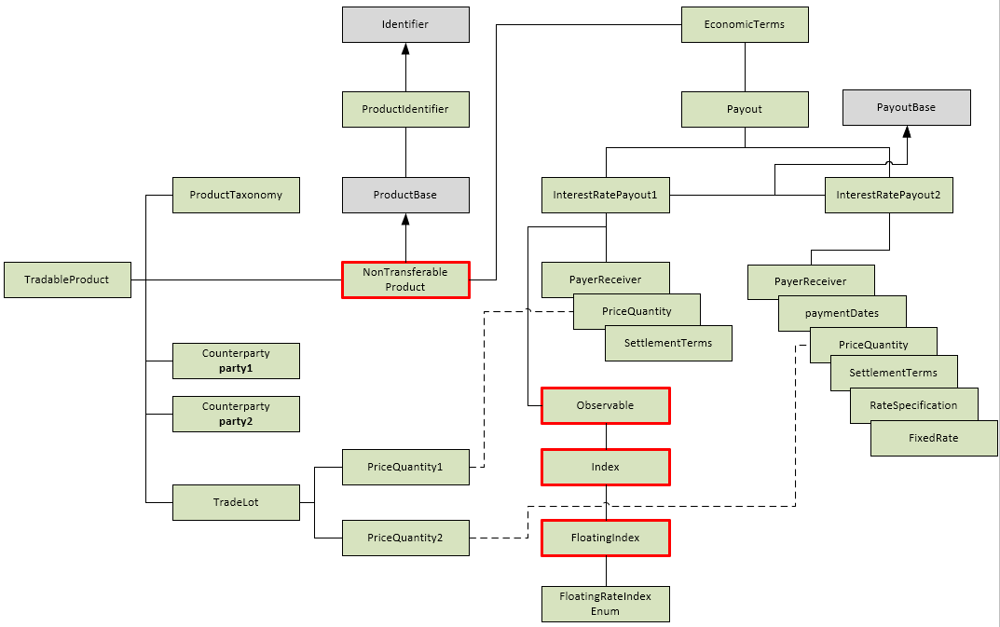 Identifier
EconomicTerms
ProductIdentifier
Payout
PayoutBase
ProductTaxonomy
ProductBase
InterestRatePayout1
InterestRatePayout2
TradableProduct
NonTransferable
Product
PayerReceiver
PriceQuantity
SettlementTerms
PayerReceiver
paymentDates
PriceQuantity
SettlementTerms
RateSpecification
FixedRate
Counterparty
party1
Counterparty
party2
Observable
PriceQuantity1
Index
TradeLot
PriceQuantity2
FloatingIndex
FloatingRateIndex
Enum